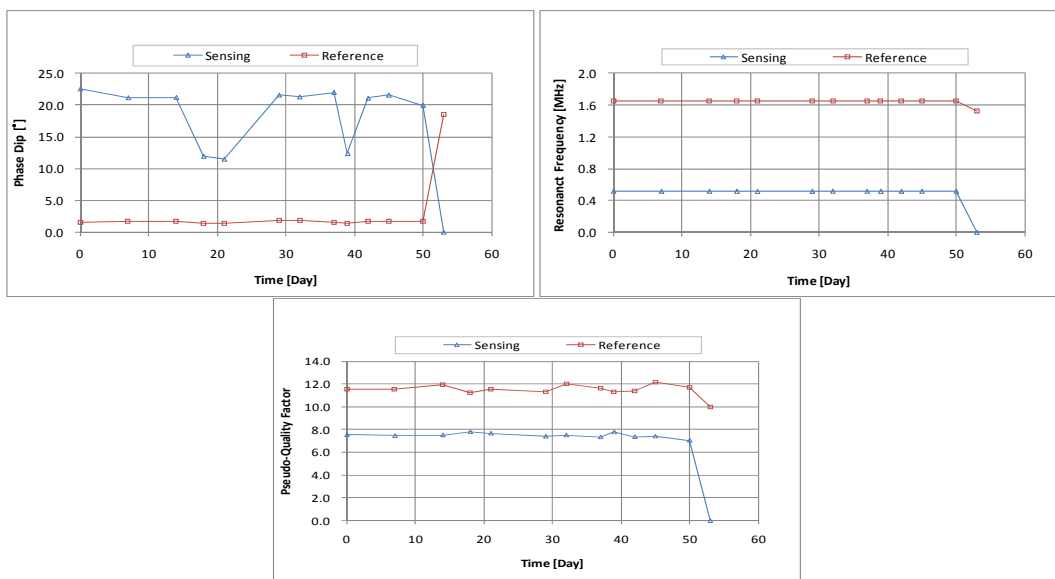 Sensing Reference
25.0
20.0
15.0
10.0
5.0
0.0
Phase Dip [°]
0 10 20 30 40 50 60
Time [Day]
Sensing Reference
2.0
1.6
1.2
0.8
0.4
0.0
Resonanct Frequency [MHz]
0 10 20 30 40 50 60
Time [Day]
Sensing Reference
14.0
12.0
10.0
8.0
6.0
4.0
2.0
0.0
Pseudo-Quality Factor
0 10 20 30 40 50 60
Time [Day]